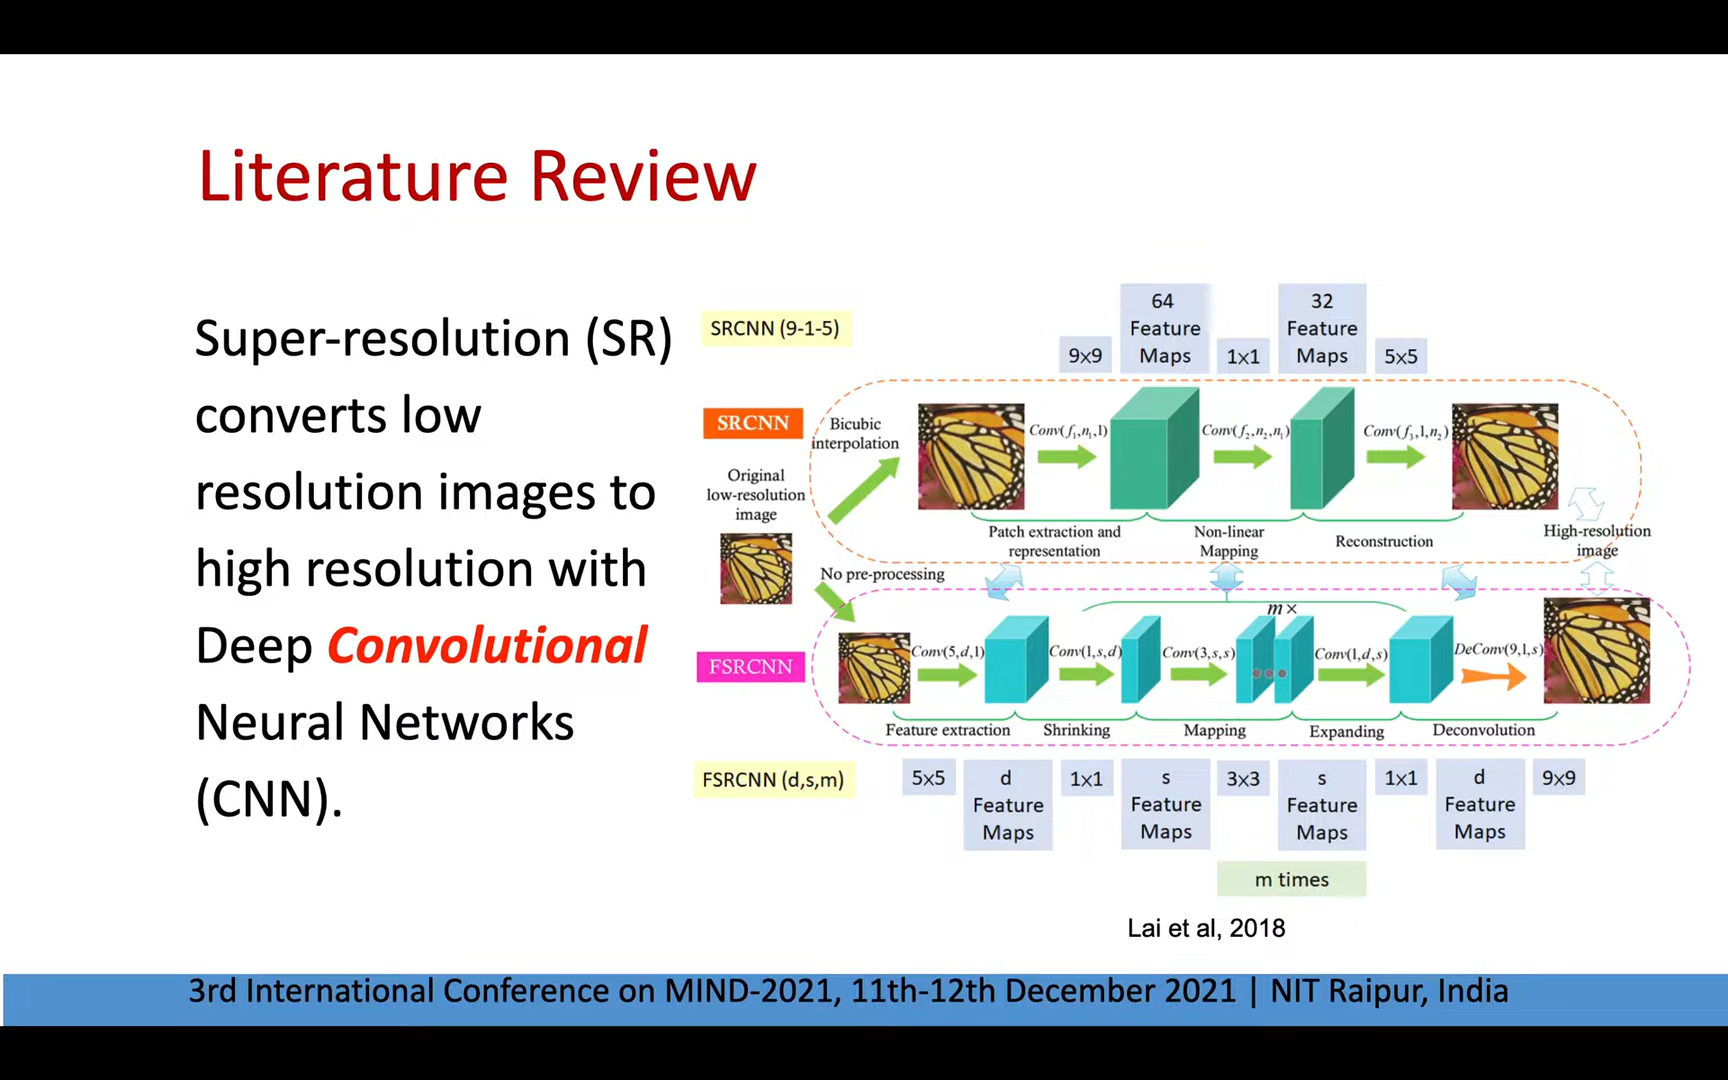 Literature Review
Super-resolution (SR)
converts low
resolution images to
high resolution with
Deep Convolutional
Neural Networks
(CNN).
SRCNN (9-1-5)
9x9
64
Feature
Maps
1x1
32
Feature
Maps
5x5
SRCNN
Bicubic
interpolation
Original
low-resolution
image
Conv(f₁,n₁,1)
Conv(f₂,n₂,n₁)
Conv(f₃,1,n₂)
Patch extraction and
representation
Non-linear
Mapping
Reconstruction
High-resolution
image
No pre-processing
m ×
FSRCNN
Conv(5,d,1)
Conv(1,s,d)
Conv(3,s,s)
Conv(1,d,s)
DeConv(9,1,s)
Feature extraction
Shrinking
Mapping
Expanding
Deconvolution
FSRCNN (d,s,m)
5x5
d
Feature
Maps
1x1
s
Feature
Maps
3x3
s
Feature
Maps
1x1
d
Feature
Maps
9x9
m times
Lai et al, 2018
3rd International Conference on MIND-2021, 11th-12th December 2021 | NIT Raipur, India